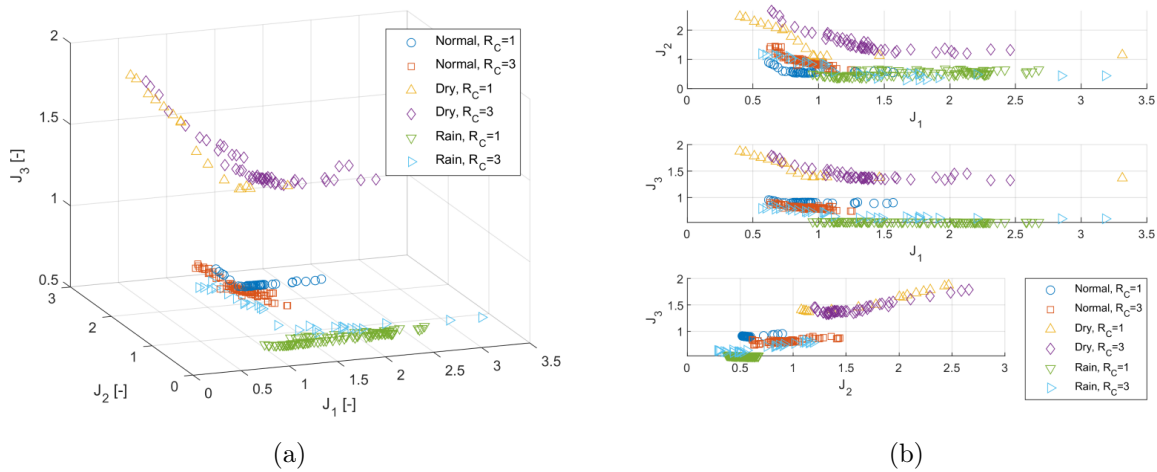 2
1.5
1
0.5
J3 [-]
3
2
1
0
J2 [-]
0
0.5
1
1.5
2
2.5
3
3.5
J1 [-]
Normal, RC=1
Normal, RC=3
Dry, RC=1
Dry, RC=3
Rain, RC=1
Rain, RC=3
(a)
J2
2
1
0
0 0.5 1 1.5 2 2.5 3 3.5
J1
J3
2
1.5
1
0 0.5 1 1.5 2 2.5 3 3.5
J1
J3
2
1.5
1
0 0.5 1 1.5 2 2.5 3
J2
Normal, RC=1
Normal, RC=3
Dry, RC=1
Dry, RC=3
Rain, RC=1
Rain, RC=3
(b)